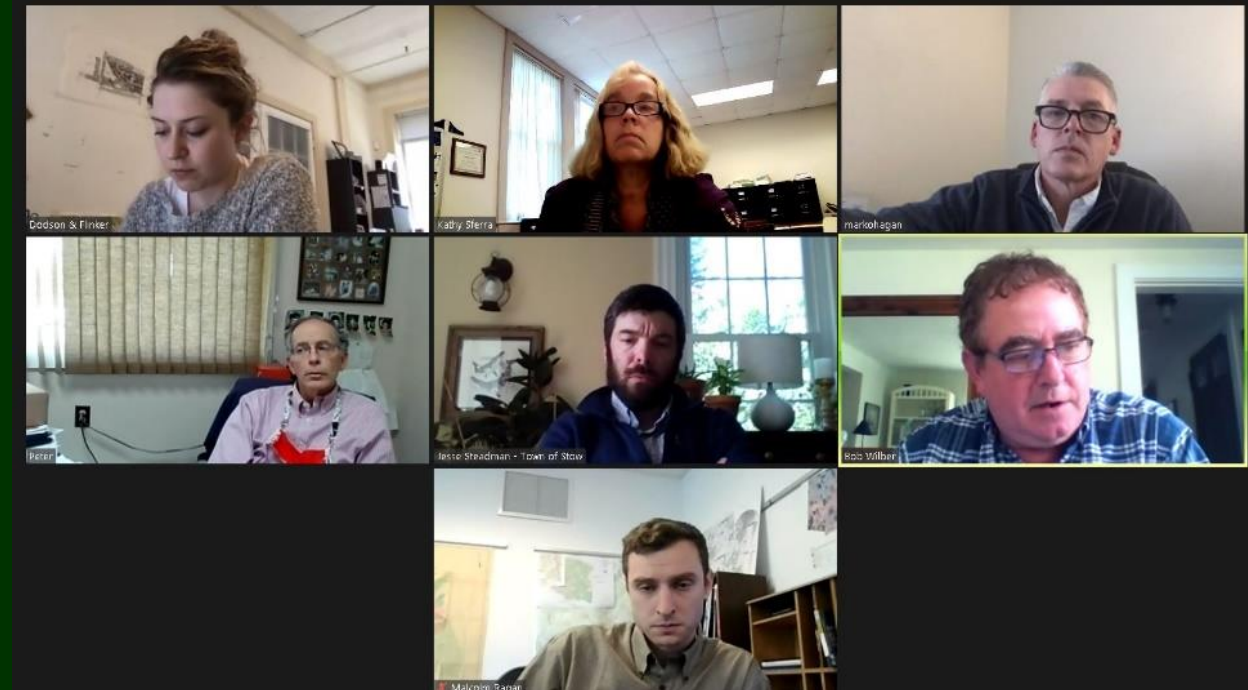 Dodson & Flinker
Kathy Sferra
markohagan
Peter
Jesse Steadman - Town of Stow
Bob Wilber
Malcolm Ragan